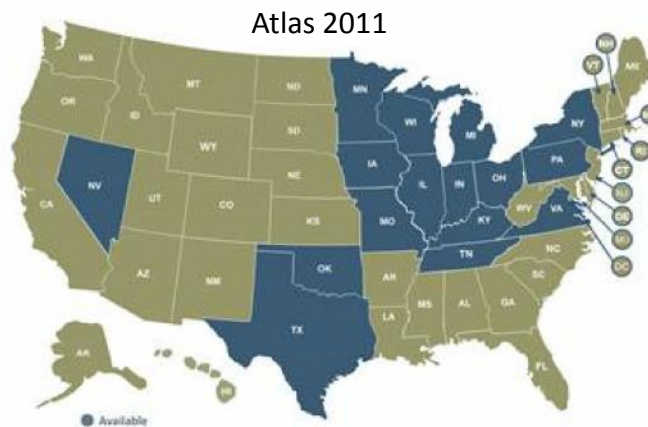 Atlas 2011
NH
WA
VT
ME
MT
ND
MN
OR
ID
WI
NY
SD
MI
WY
RI
IA
PA
CT
NE
NJ
NV
IL
IN
OH
DE
UT
CO
WV
VA
CA
KS
MO
KY
DC
TN
NC
OK
AZ
NM
AR
SC
MS
AL
GA
TX
LA
AK
FL
HI
Available